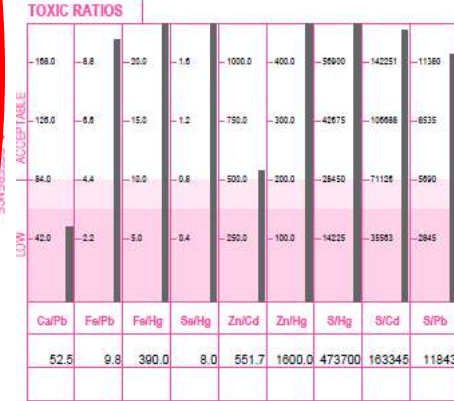 TOXIC RATIOS
168.0 8.8 20.0 1.6 1000.0 400.0 56900 142251 11380
126.0 6.6 15.0 1.2 750.0 300.0 42675 106688 8535
ACCEPTABLE
84.0 4.4 10.0 0.8 500.0 200.0 28450 71126 5690
LOW
42.0 2.2 5.0 0.4 250.0 100.0 14225 35563 2845
Ca/Pb Fe/Pb Fe/Hg Se/Hg Zn/Cd Zn/Hg S/Hg S/Cd S/Pb
52.5 9.8 390.0 8.0 551.7 1600.0 473700 163345 11843